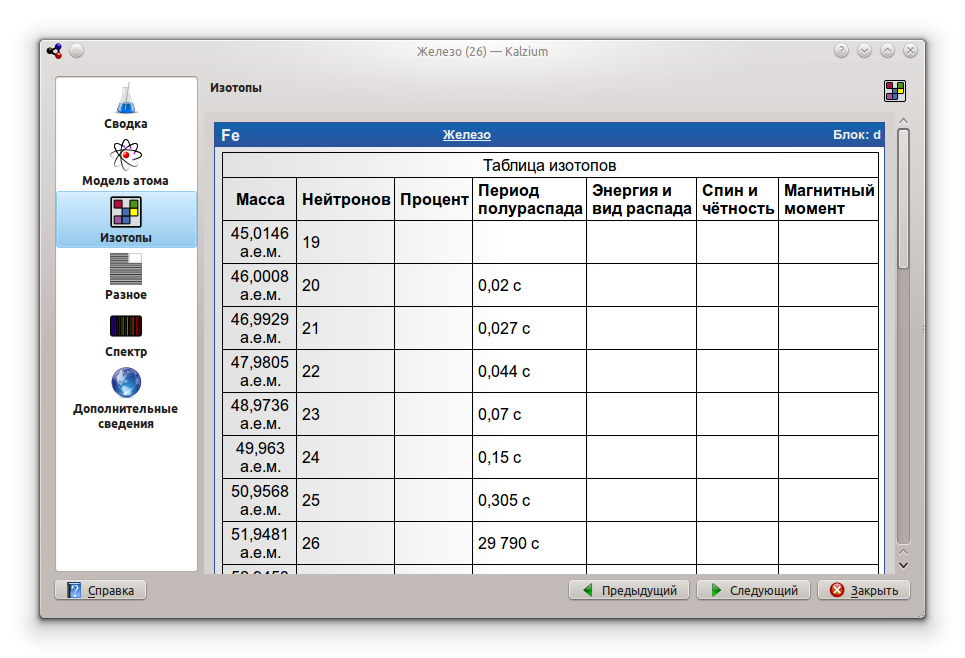 Железо (26) — Kalzium
Сводка
Модель атома
Изотопы
Разное
Спектр
Дополнительные
сведения
Изотопы
Fe Железо Блок: d
Таблица изотопов
Масса Нейтронов Процент Период полураспада Энергия и вид распада Спин и чётность Магнитный момент
45,0146 а.е.м. 19
46,0008 а.е.м. 20 0,02 с
46,9929 а.е.м. 21 0,027 с
47,9805 а.е.м. 22 0,044 с
48,9736 а.е.м. 23 0,07 с
49,963 а.е.м. 24 0,15 с
50,9568 а.е.м. 25 0,305 с
51,9481 а.е.м. 26 29 790 с
Справка Предыдущий Следующий Закрыть